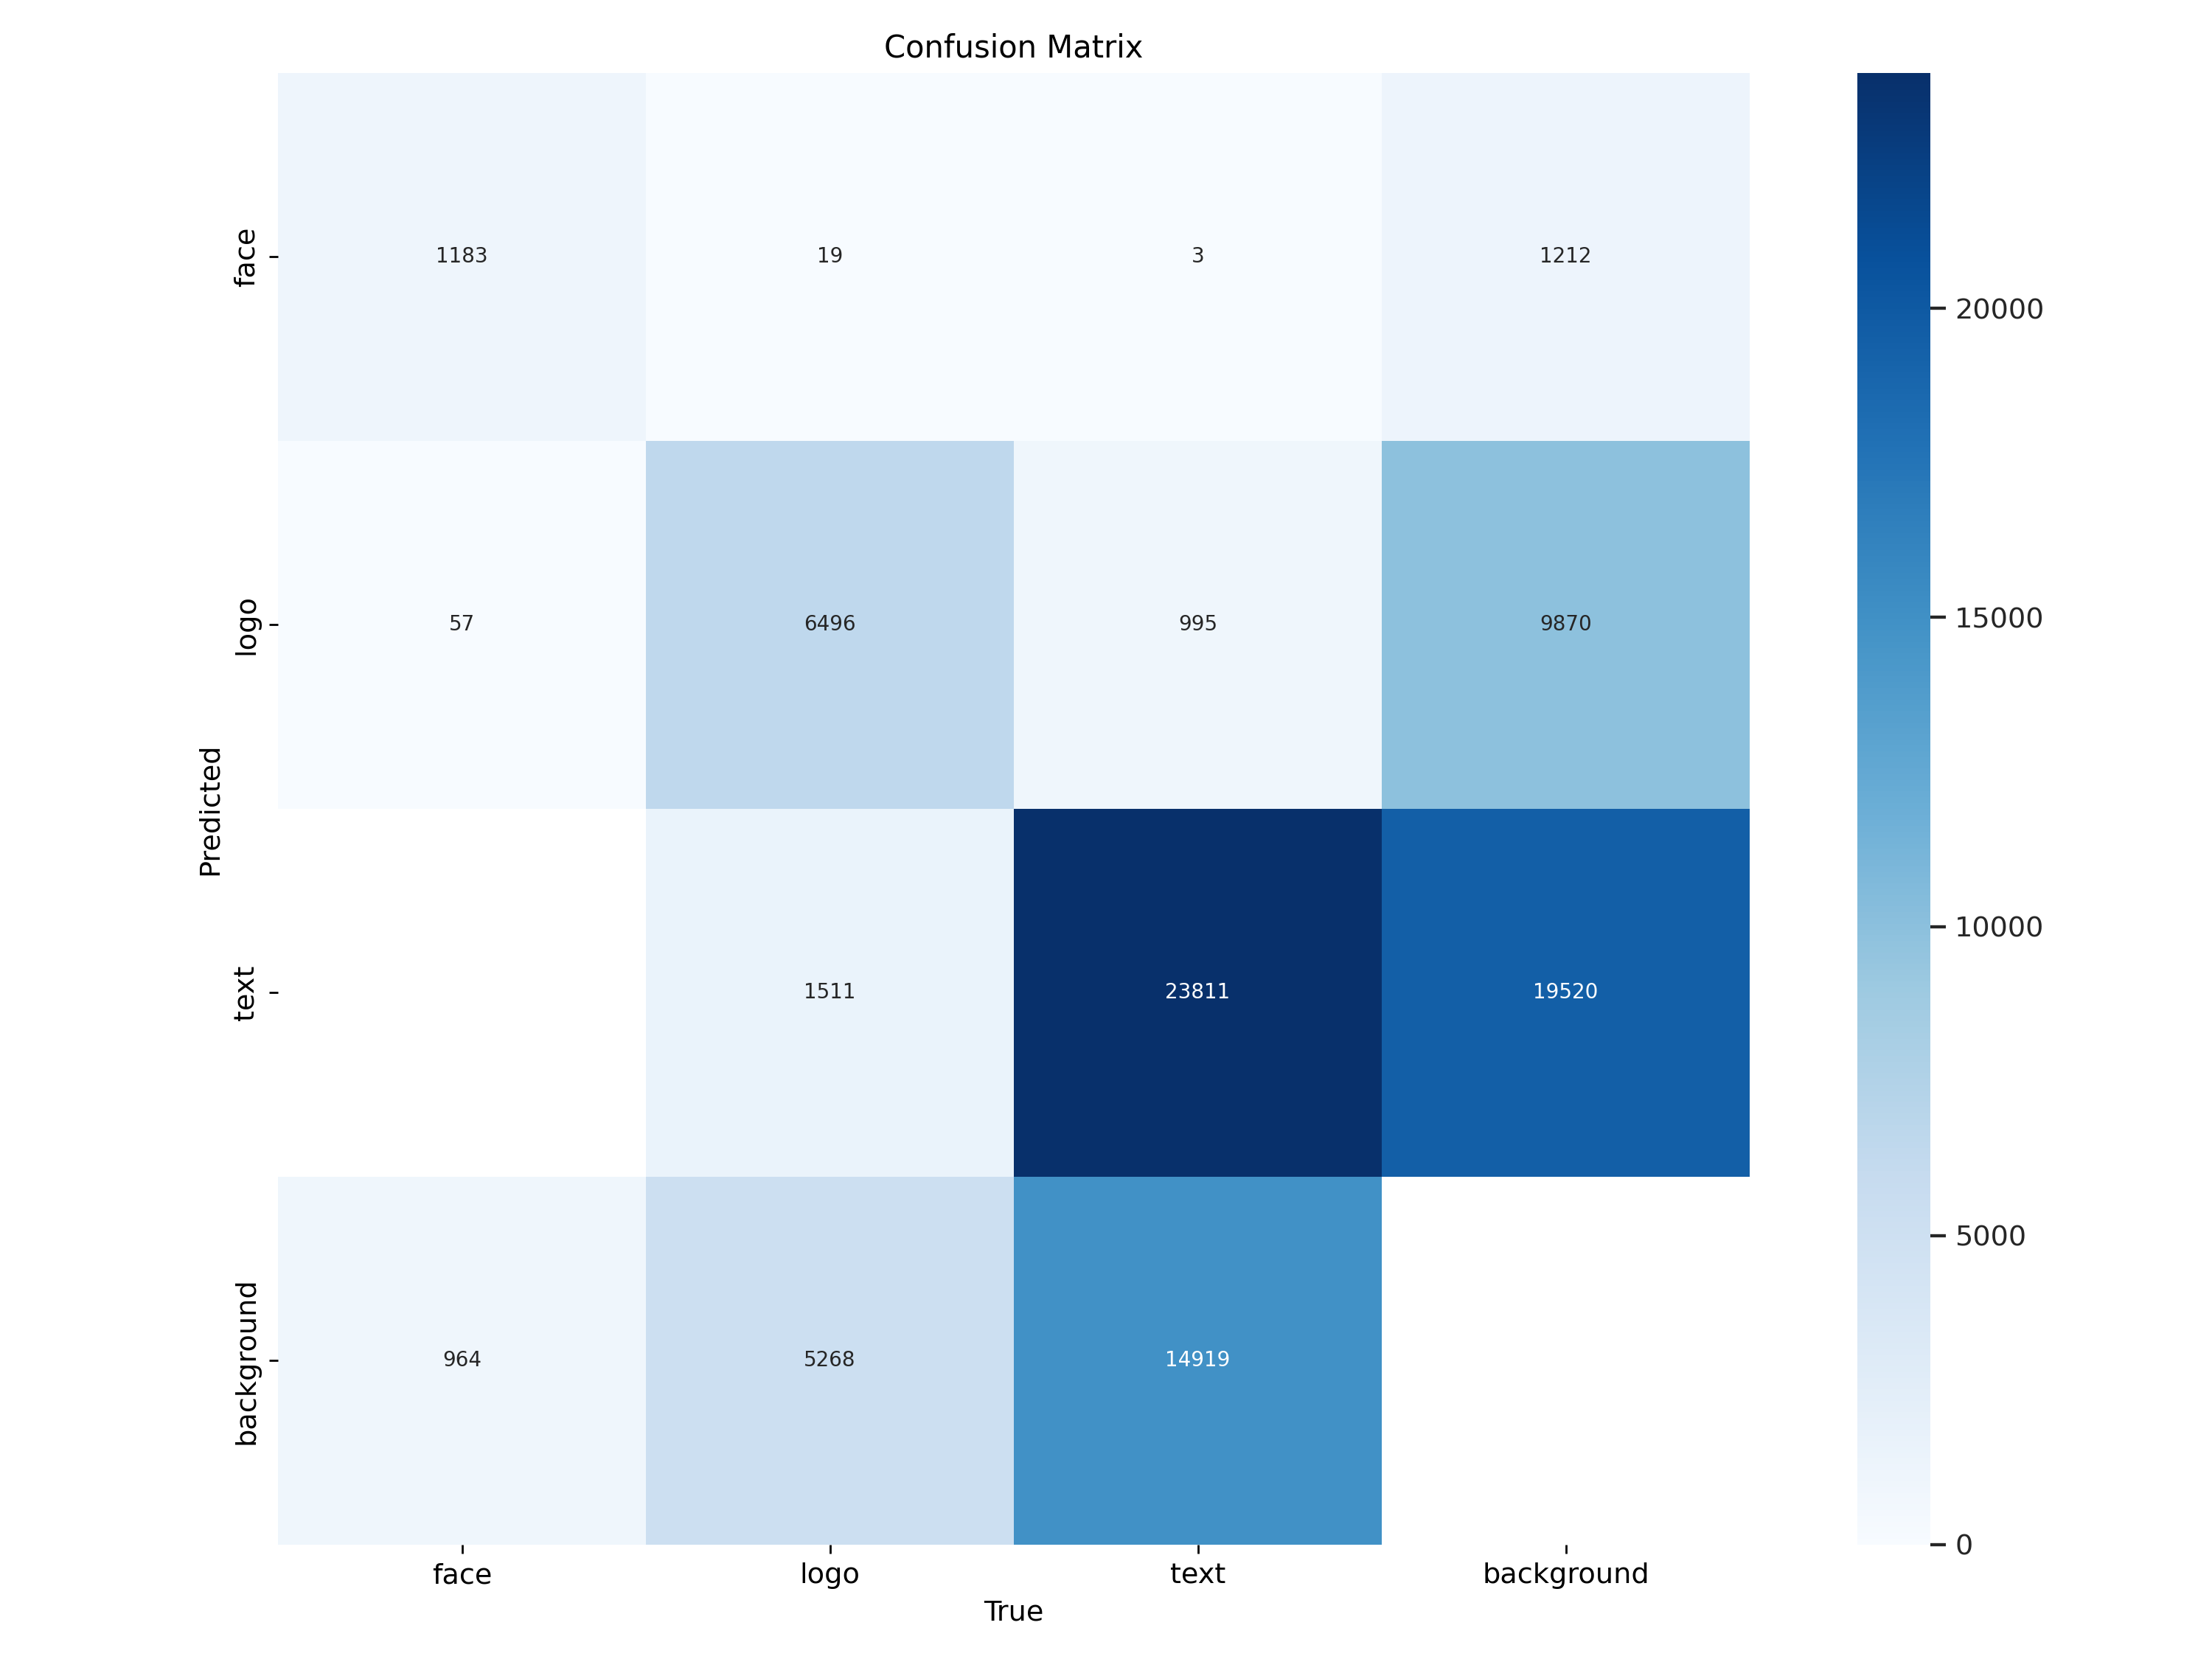 Confusion Matrix
face
1183
19
3
1212
logo
57
6496
995
9870
text
1511
23811
19520
background
964
5268
14919
Predicted
face
logo
text
background
True
20000
15000
10000
5000
0